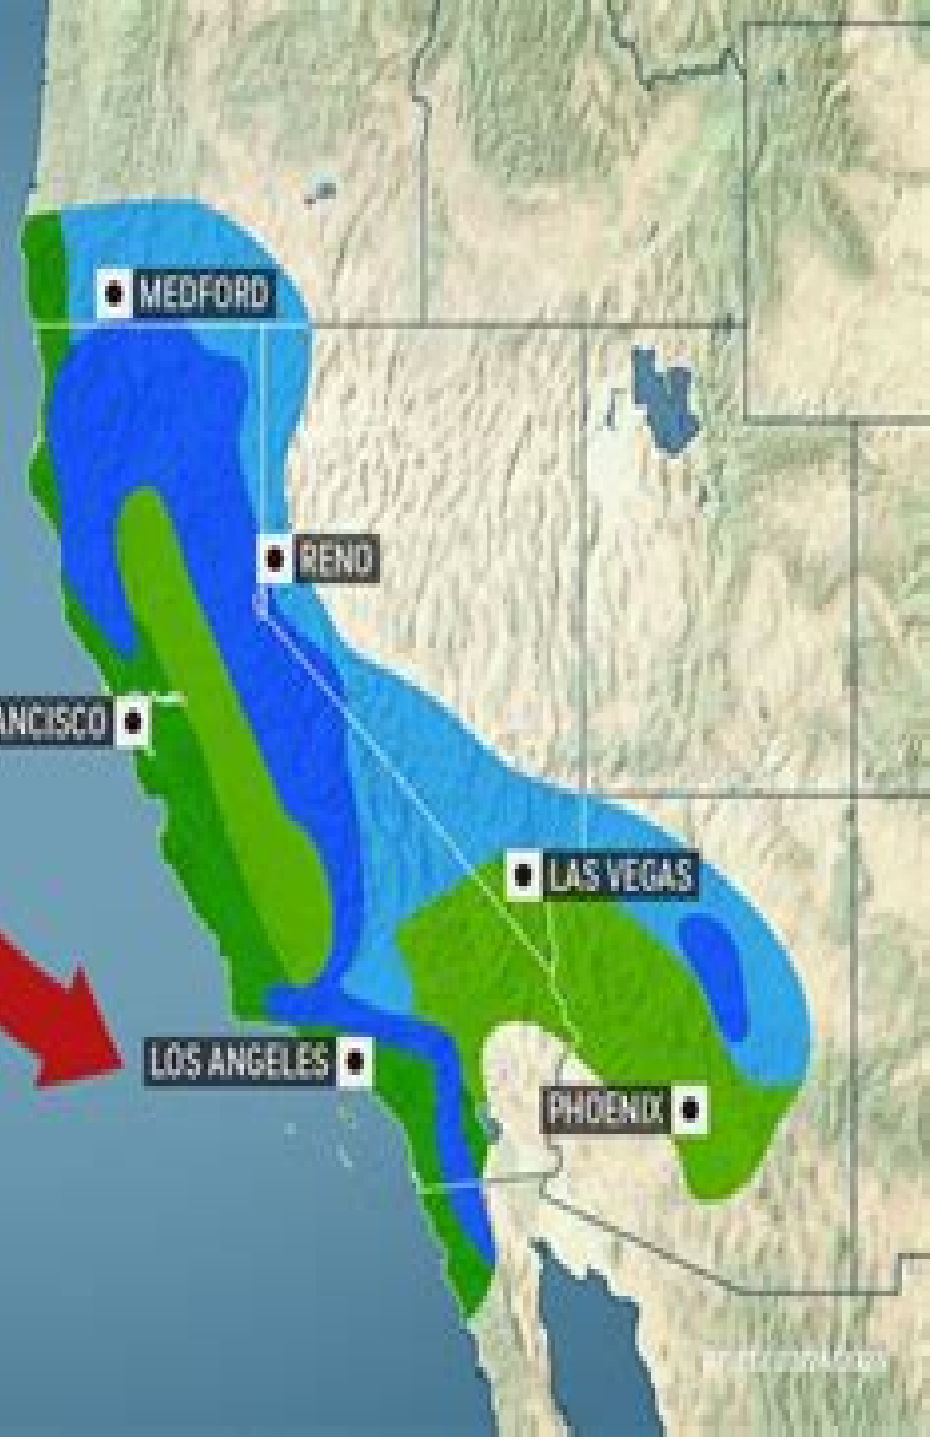 MEDFORD
RENO
ANCISCO
LAS VEGAS
LOS ANGELES
PHOENIX